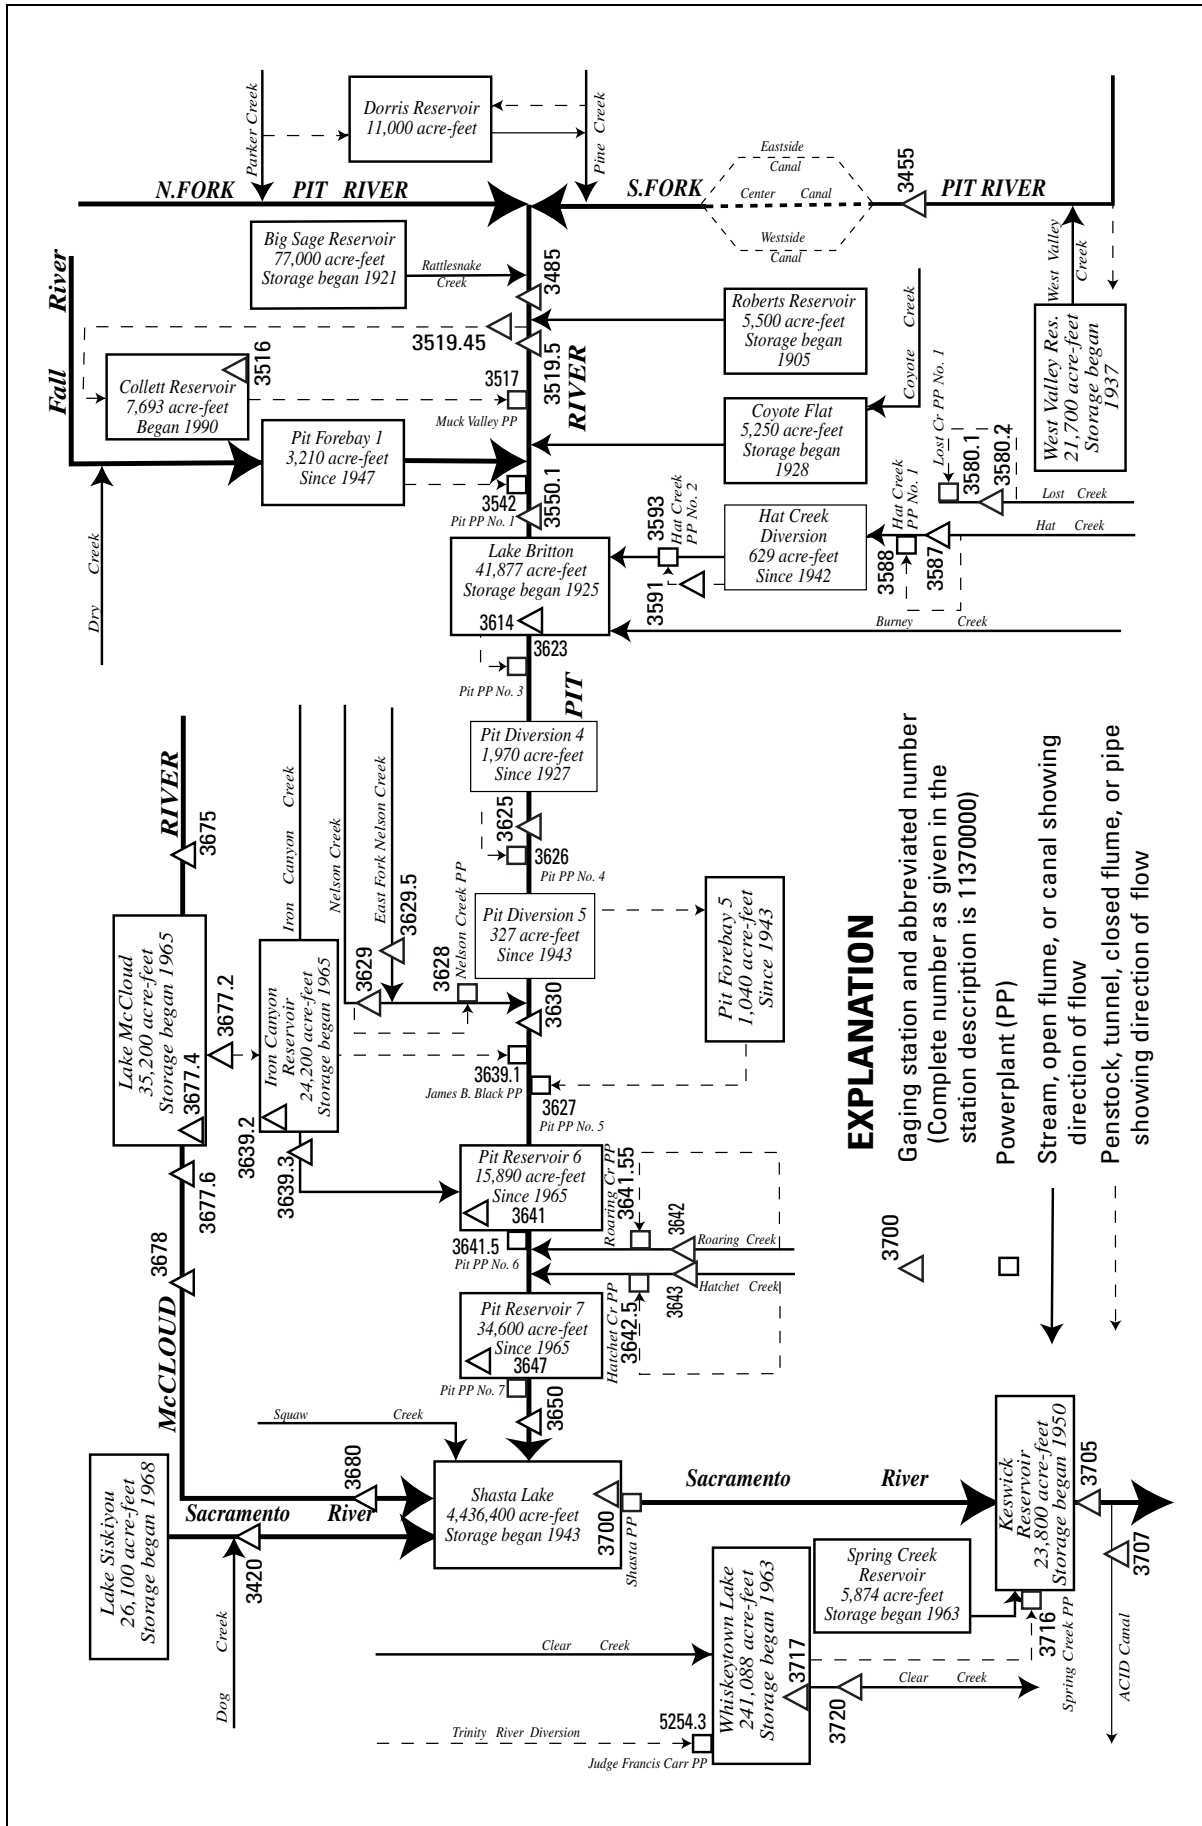 Parker Creek
Dorris Reservoir
11,000 acre-feet
Pine Creek
N.FORK PIT RIVER
S.FORK
Eastside
Canal
Center Canal
Westside
Canal
3455
PIT RIVER
Big Sage Reservoir
77,000 acre-feet
Storage began 1921
Rattlesnake
Creek
3485
West Valley
Creek
Fall River
3519.45
3519.5
RIVER
Roberts Reservoir
5,500 acre-feet
Storage began
1905
Coyote Creek
West Valley Res.
21,700 acre-feet
Storage began
1937
3516
Collett Reservoir
7,693 acre-feet
Began 1990
3517
Muck Valley PP
Coyote Flat
5,250 acre-feet
Storage began
1928
Lost Cr PP No. 1
3580.1
3580.2
Lost Creek
Pit Forebay 1
3,210 acre-feet
Since 1947
3542
Pit PP No. 1
3550.1
Dry Creek
Lake Britton
41,877 acre-feet
Storage began 1925
3614
3593
Hat Creek
PP No. 2
3591
Hat Creek
Diversion
629 acre-feet
Since 1942
Hat Creek
PP No. 1
3588
3587
Hat Creek
Burney Creek
3623
Pit PP No. 3
PIT
Pit Diversion 4
1,970 acre-feet
Since 1927
3625
3626
Pit PP No. 4
RIVER
3675
Iron Canyon Creek
Nelson Creek
East Fork Nelson Creek
3629.5
Pit Diversion 5
327 acre-feet
Since 1943
Pit Forebay 5
1,040 acre-feet
Since 1943
Lake McCloud
35,200 acre-feet
Storage began 1965
3677.4
3677.2
Iron Canyon
Reservoir
24,200 acre-feet
Storage began 1965
3629
3628
Nelson Creek PP
3630
3639.1
James B. Black PP
3627
Pit PP No. 5
3639.2
3639.3
3677.6
3678
McCLOUD
Pit Reservoir 6
15,890 acre-feet
Since 1965
3641
3641.5
Pit PP No. 6
Roaring Cr PP
3641.55
3642
Roaring Creek
3643
Hatchet Creek
Hatchet Cr PP
3642.5
Pit Reservoir 7
34,600 acre-feet
Since 1965
3647
Pit PP No. 7
3650
EXPLANATION
3700
Gaging station and abbreviated number
(Complete number as given in the
station description is 11370000)
Powerplant (PP)
Stream, open flume, or canal showing
direction of flow
Penstock, tunnel, closed flume, or pipe
showing direction of flow
Squaw Creek
3680
Lake Siskiyou
26,100 acre-feet
Storage began 1968
Sacramento River
3420
Dog Creek
Shasta Lake
4,436,400 acre-feet
Storage began 1943
3700
Shasta PP
Sacramento River
Keswick
Reservoir
23,800 acre-feet
Storage began 1950
3705
3707
ACID Canal
Spring Creek
Reservoir
5,874 acre-feet
Storage began 1963
3716
Spring Creek PP
Clear Creek
Whiskeytown Lake
241,088 acre-feet
Storage began 1963
3717
3720
Clear Creek
Trinity River Diversion
5254.3
Judge Francis Carr PP